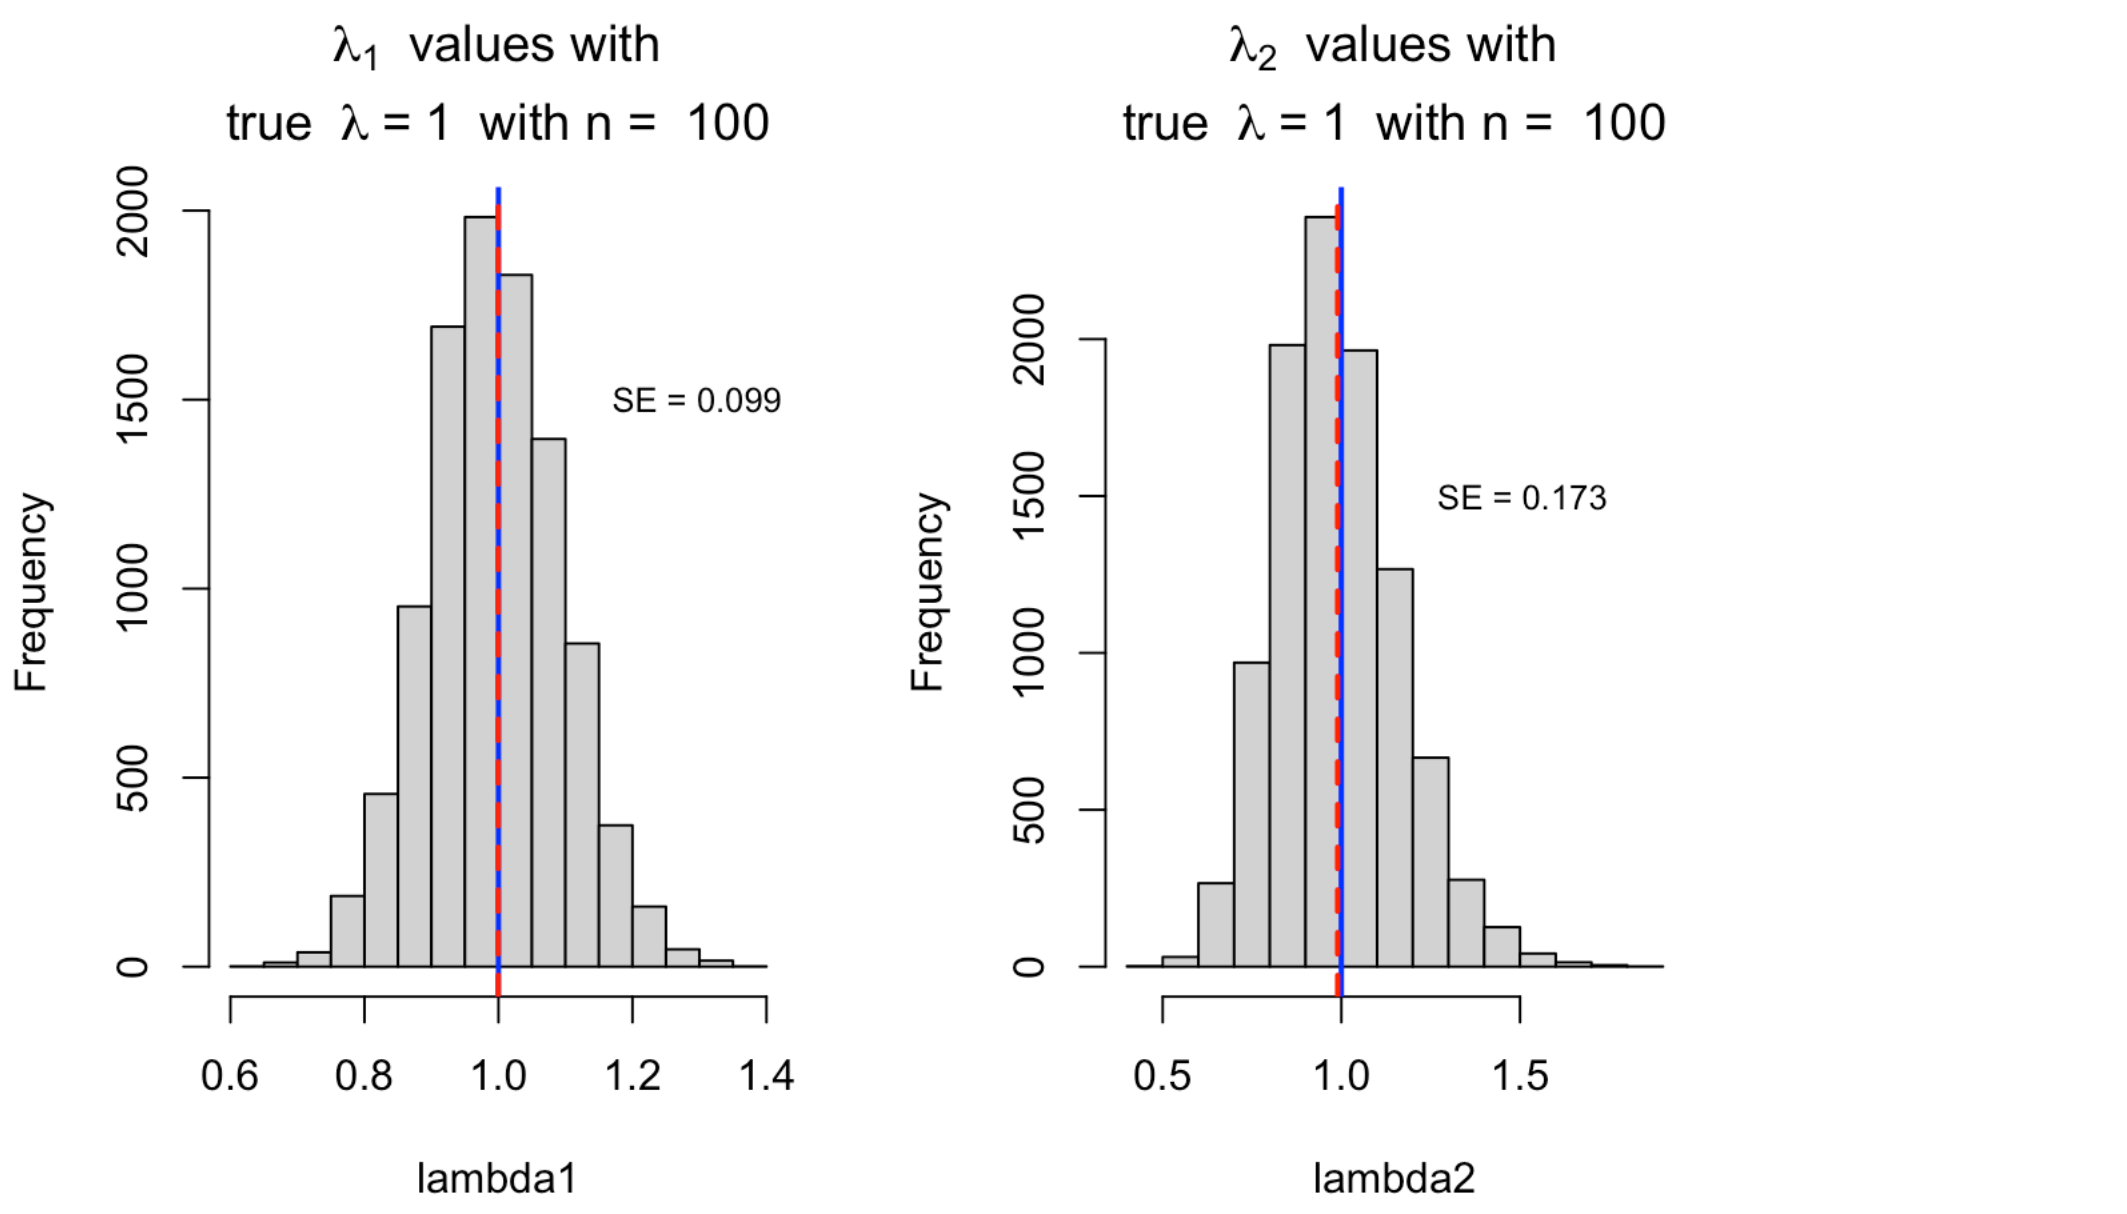 λ₁ values with
true λ = 1 with n = 100
Frequency
2000
1500
1000
500
0
SE = 0.099
0.6 0.8 1.0 1.2 1.4
lambda1
λ₂ values with
true λ = 1 with n = 100
Frequency
2000
1500
1000
500
0
SE = 0.173
0.5 1.0 1.5
lambda2